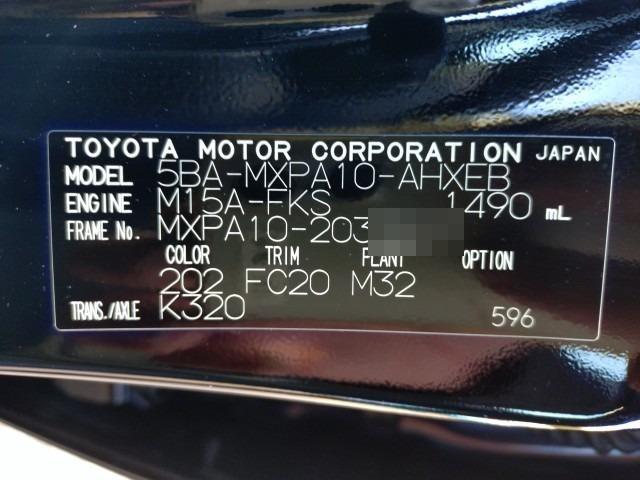 TOYOTA MOTOR CORPORATION JAPAN
MODEL 5BA-MXPA10-AHXEB
ENGINE M15A-FKS 1490 mL
FRAME No. MXPA10-203
COLOR TRIM PLANT OPTION
202 FC20 M32
TRANS./AXLE K320 596